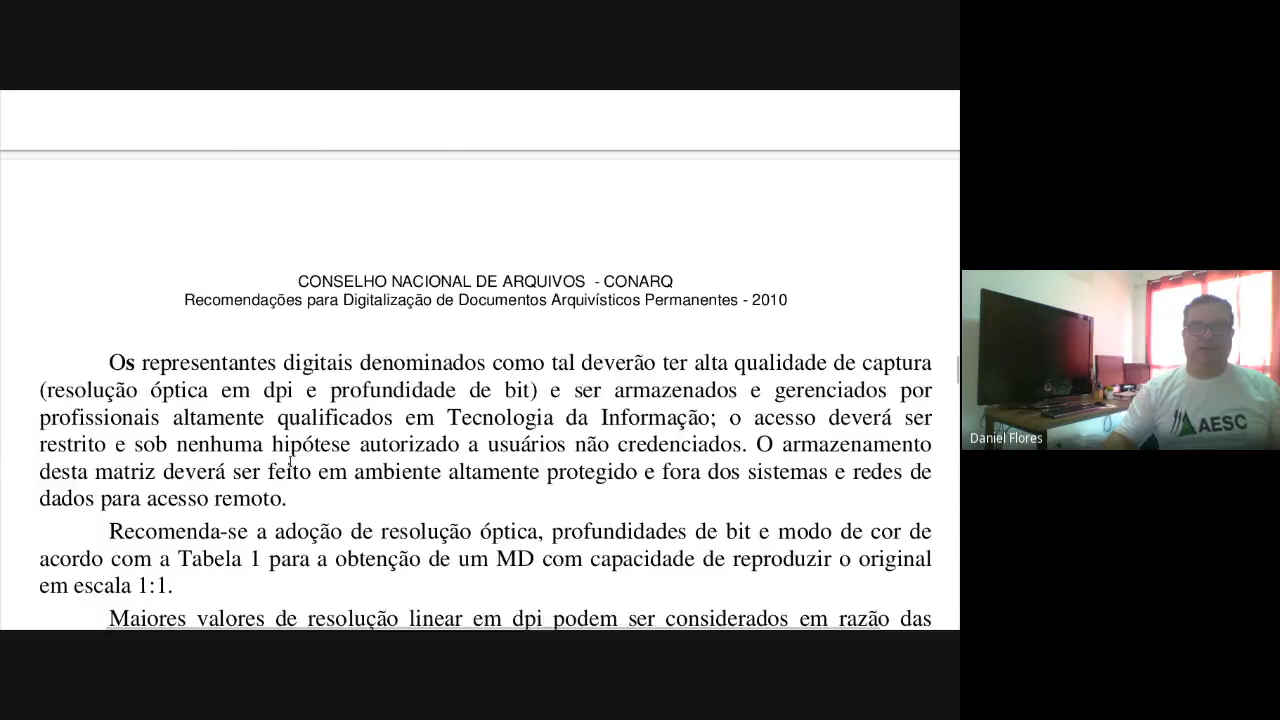 CONSELHO NACIONAL DE ARQUIVOS - CONARQ
Recomendações para Digitalização de Documentos Arquivísticos Permanentes - 2010
Os representantes digitais denominados como tal deverão ter alta qualidade de captura
(resolução óptica em dpi e profundidade de bit) e ser armazenados e gerenciados por
profissionais altamente qualificados em Tecnologia da Informação; o acesso deverá ser
restrito e sob nenhuma hipótese autorizado a usuários não credenciados. O armazenamento
desta matriz deverá ser feito em ambiente altamente protegido e fora dos sistemas e redes de
dados para acesso remoto.
Recomenda-se a adoção de resolução óptica, profundidades de bit e modo de cor de
acordo com a Tabela 1 para a obtenção de um MD com capacidade de reproduzir o original
em escala 1:1.
Maiores valores de resolução linear em dpi podem ser considerados em razão das
AESC
Daniel Flores